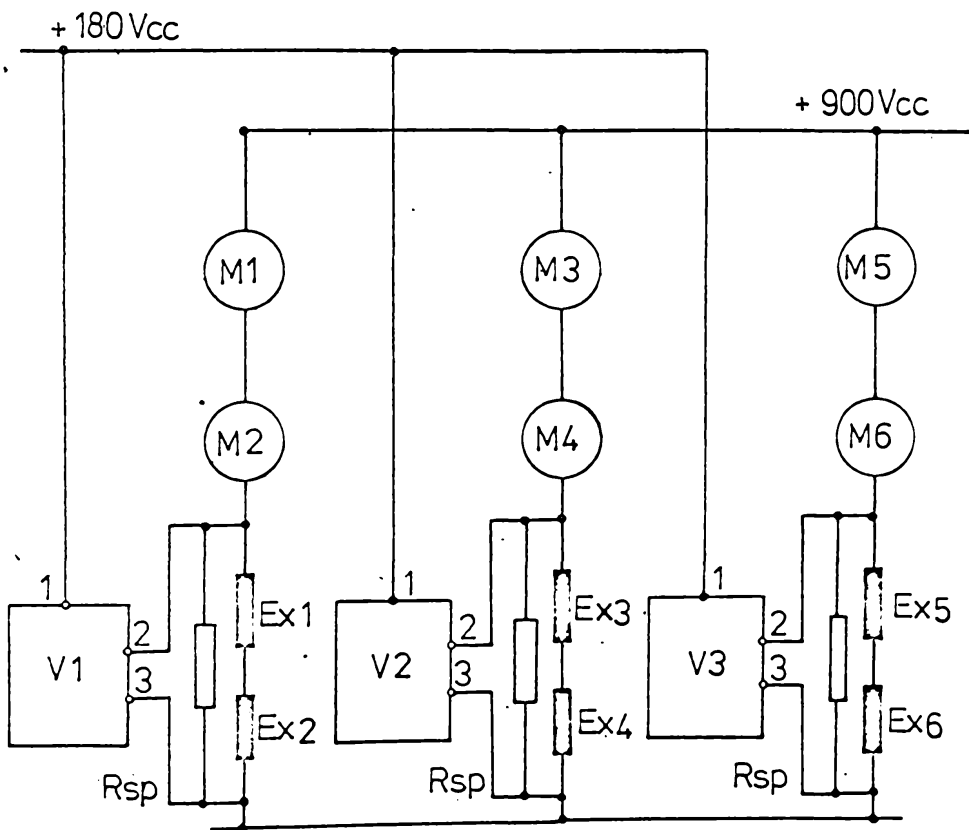 + 180 Vcc
+ 900 Vcc
M1
M3
M5
M2
M4
M6
1
1
1
2
Ex1
2
Ex3
2
Ex5
V1
V2
V3
3
3
3
Ex2
Ex4
Ex6
Rsp
Rsp
Rsp